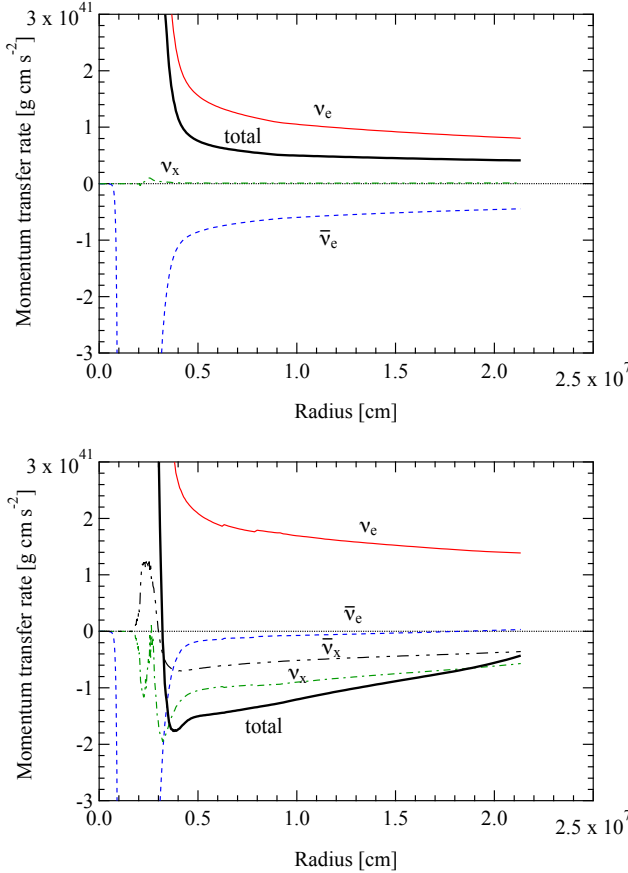 3 x 10^41
2
1
0
-1
-2
-3
Momentum transfer rate [g cm s^-2]
ν_e
total
ν_x
ν̄_e
0.0
0.5
1.0
1.5
2.0
2.5 x 10^7
Radius [cm]
3 x 10^41
2
1
0
-1
-2
-3
Momentum transfer rate [g cm s^-2]
ν_e
ν̄_e
ν̄_x
ν_x
total
0.0
0.5
1.0
1.5
2.0
2.5 x 10^7
Radius [cm]